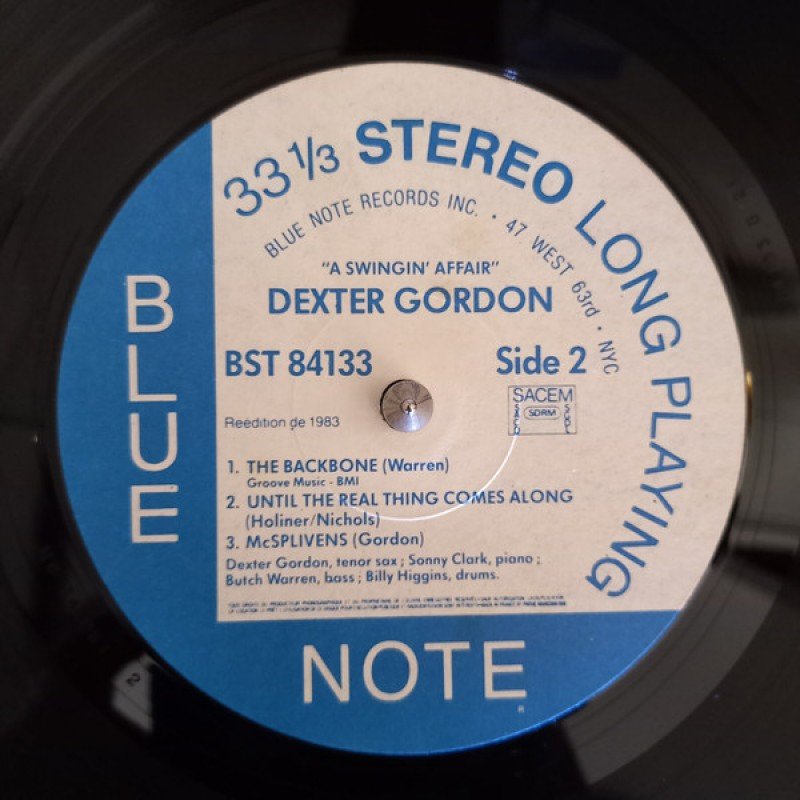 33 1/3 STEREO LONG PLAYING
BLUE NOTE RECORDS INC. · 47 WEST 63rd · NYC
"A SWINGIN' AFFAIR"
DEXTER GORDON
BST 84133
Side 2
Reedition de 1983
SACEM
SDRM
1. THE BACKBONE (Warren)
Groove Music - BMI
2. UNTIL THE REAL THING COMES ALONG
(Holiner/Nichols)
3. McSPLIVENS (Gordon)
Dexter Gordon, tenor sax ; Sonny Clark, piano ;
Butch Warren, bass ; Billy Higgins, drums.
BLUE
NOTE